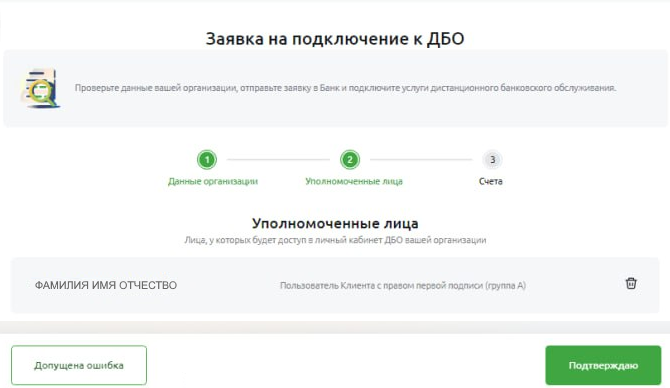 Заявка на подключение к ДБО
Проверьте данные вашей организации, отправьте заявку в Банк и подключите услуги дистанционного банковского обслуживания.
1 2 3
Данные организации Уполномоченные лица Счета
Уполномоченные лица
Лица, у которых будет доступ в личный кабинет ДБО вашей организации
ФАМИЛИЯ ИМЯ ОТЧЕСТВО Пользователь Клиента с правом первой подписи (группа А)
Допущена ошибка Подтверждаю